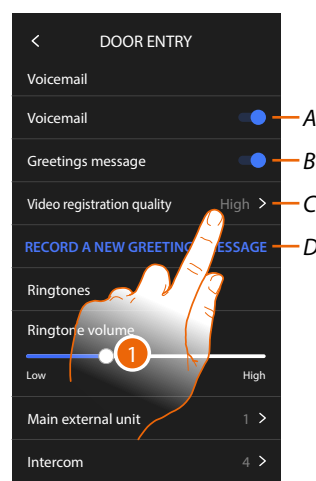 < DOOR ENTRY
Voicemail
Voicemail A
Greetings message B
Video registration quality High > C
RECORD A NEW GREETING ESSAGE D
Ringtones
Ringtone volume
1
Low High
Main external unit 1 >
Intercom 4 >